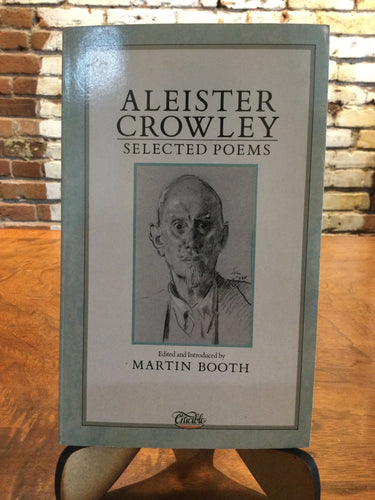 ALEISTER
CROWLEY
SELECTED POEMS
Edited and Introduced by
MARTIN BOOTH
Crucible